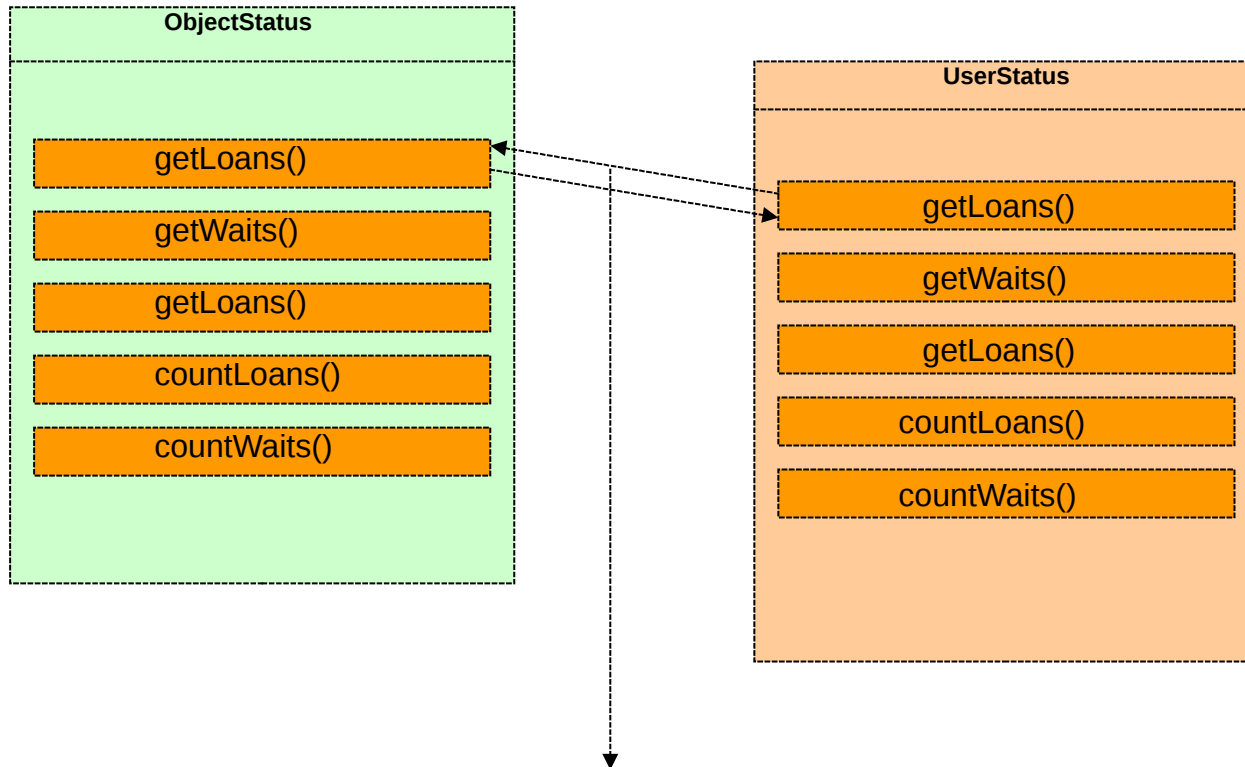 ObjectStatus
getLoans()
getWaits()
getLoans()
countLoans()
countWaits()
UserStatus
getLoans()
getWaits()
getLoans()
countLoans()
countWaits()